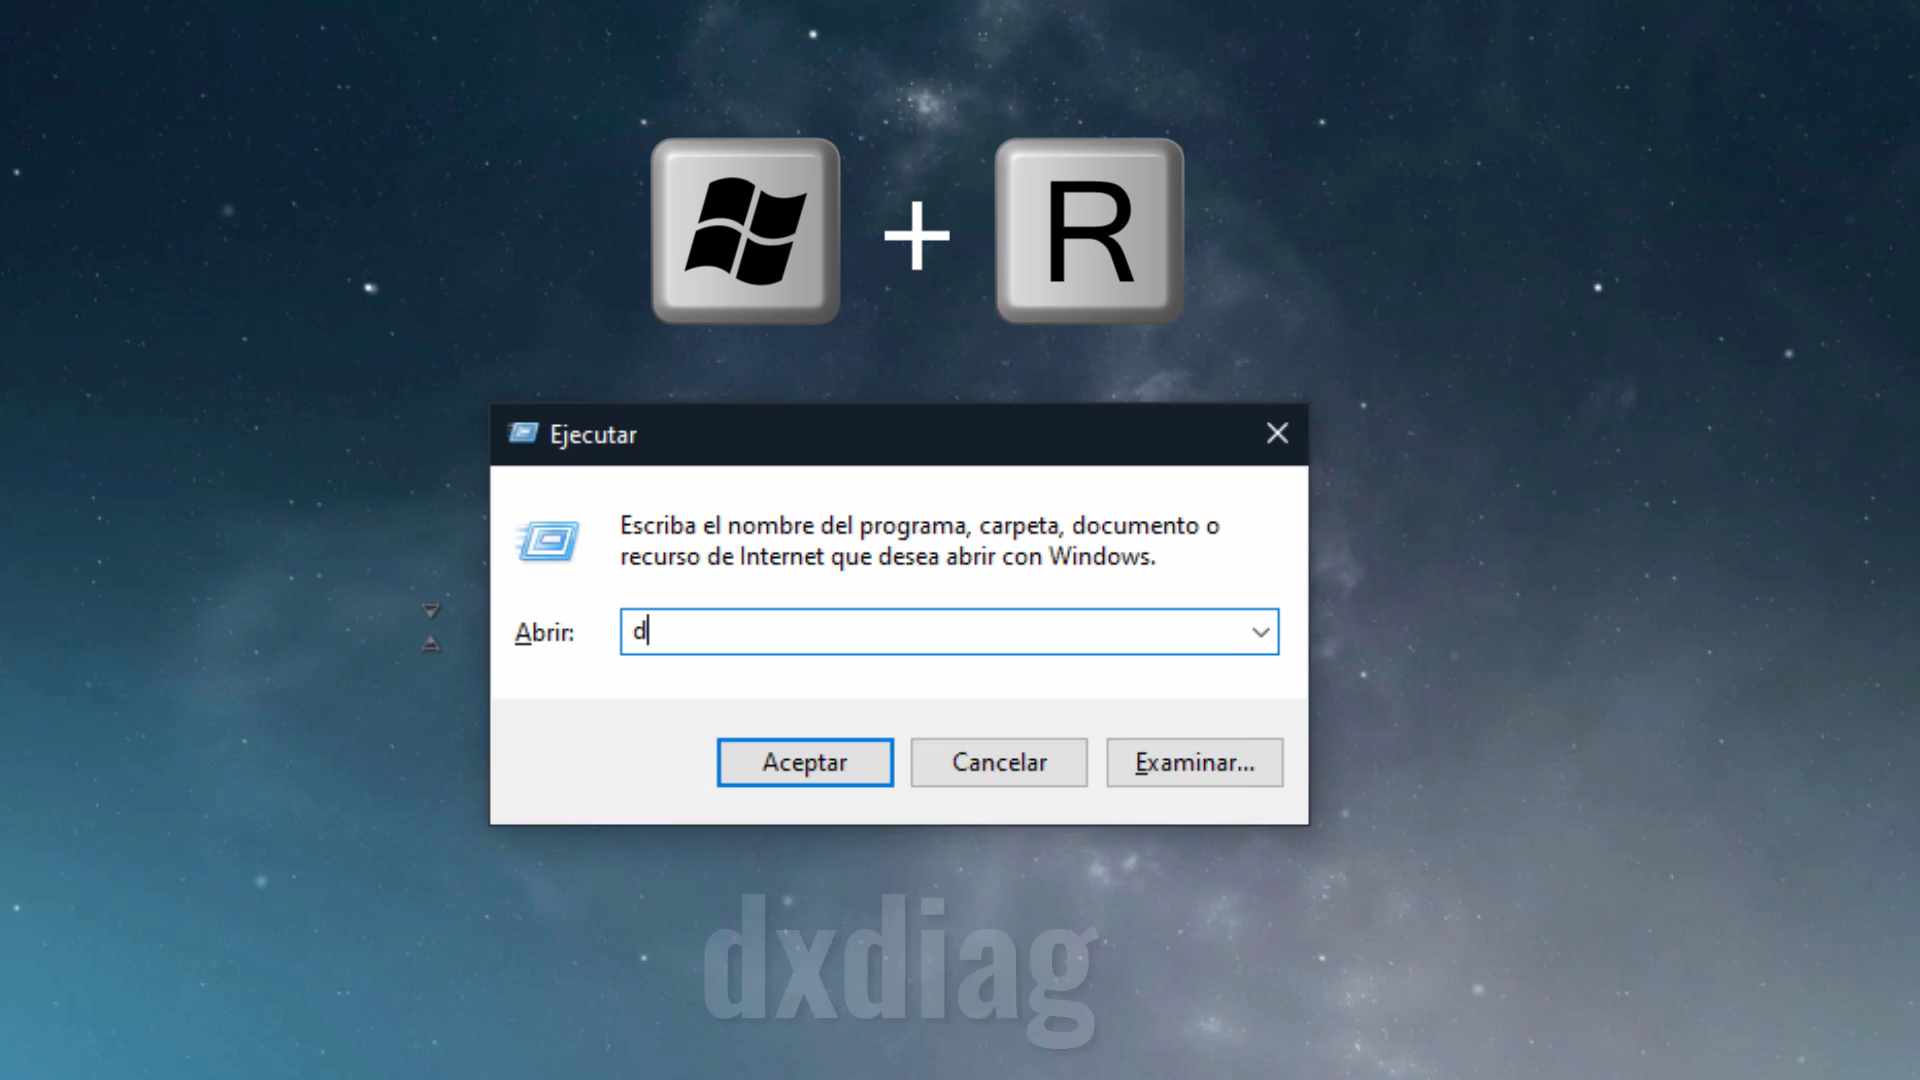 + R
Ejecutar
Escriba el nombre del programa, carpeta, documento o
recurso de Internet que desea abrir con Windows.
Abrir: d
Aceptar Cancelar Examinar...
dxdiag